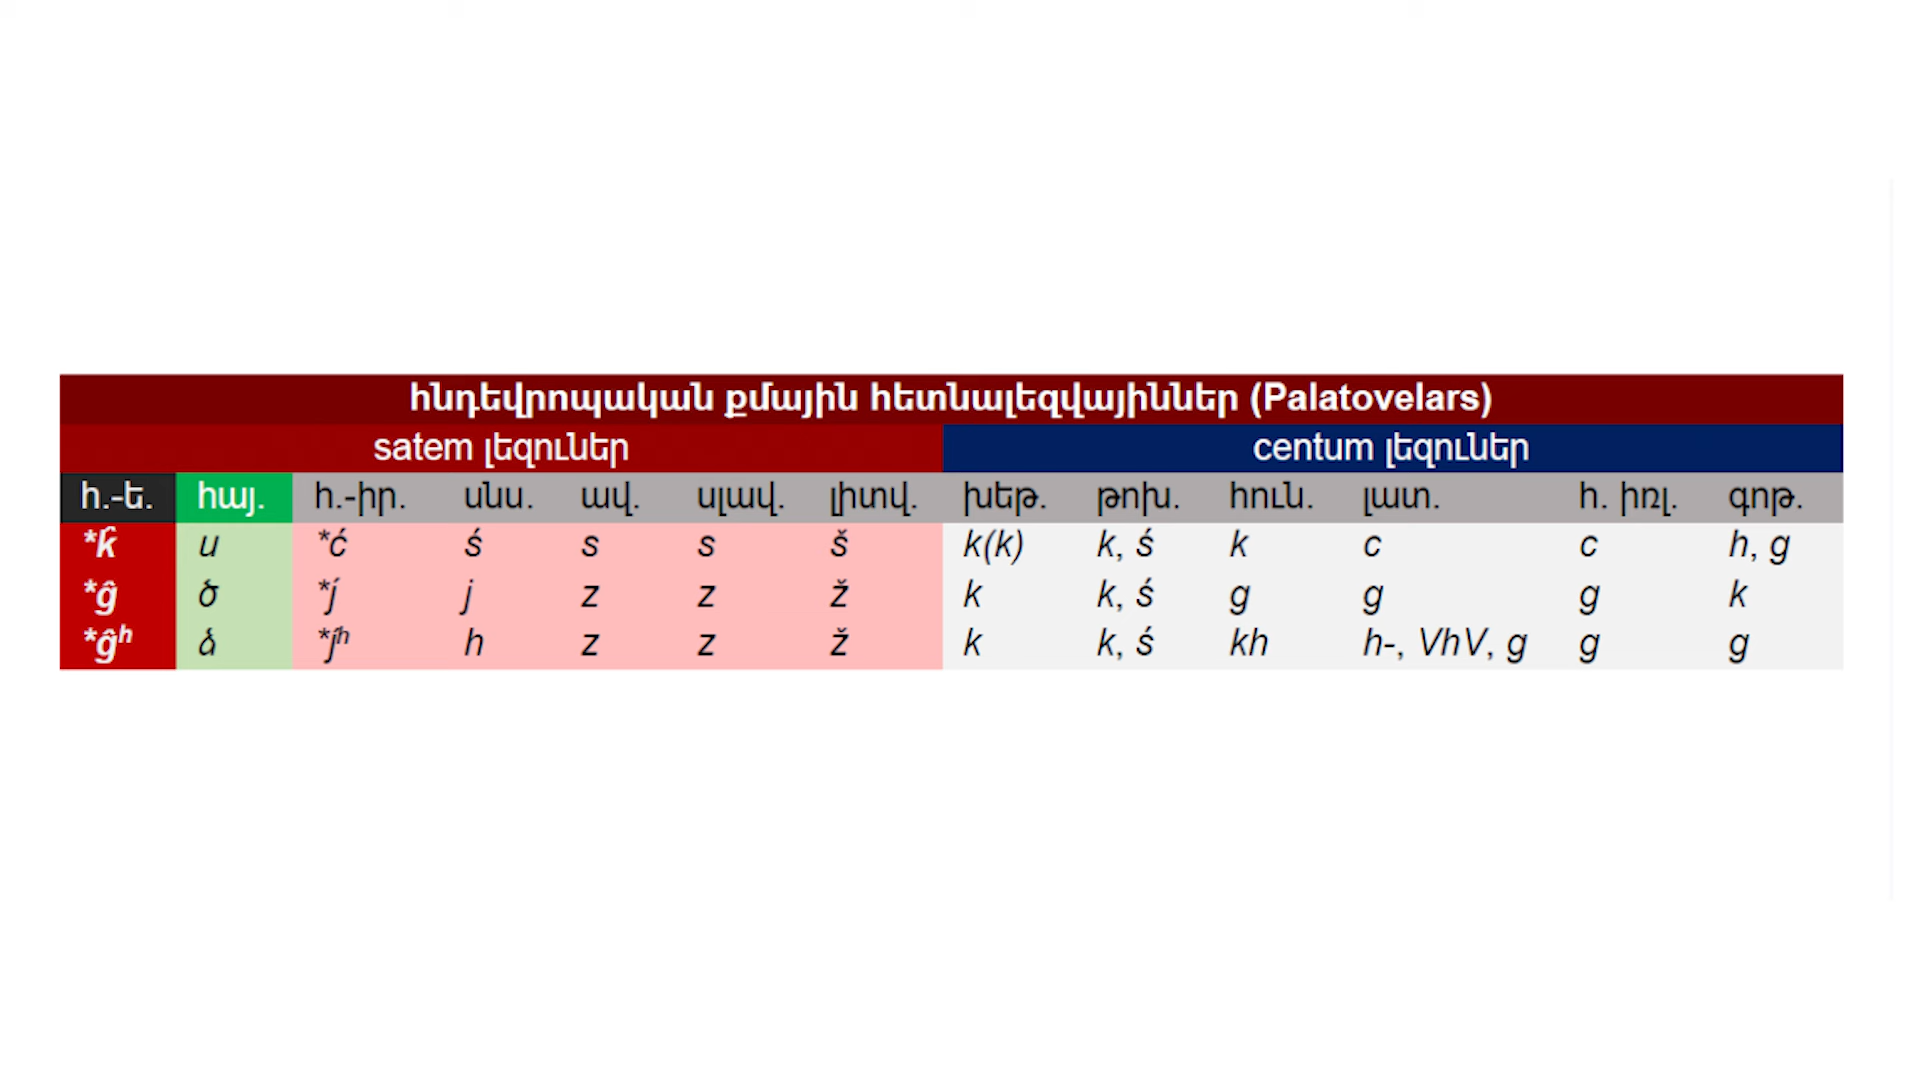 հնդեվրոպական քմային հետնալեզվայիններ (Palatovelars)
satem լեզուներ centum լեզուներ
հ.-ե. հայ. հ.-իր. սնս. ավ. սլավ. լիտվ. խեթ. թոխ. հուն. լատ. հ. իռլ. գոթ.
*k̂ ս *ć ś s s š k(k) k, ś k c c h, g
*ĝ ծ *j́ j z z ž k k, ś g g g k
*ĝʰ ձ *j́ʰ h z z ž k k, ś kh h-, VhV, g g g